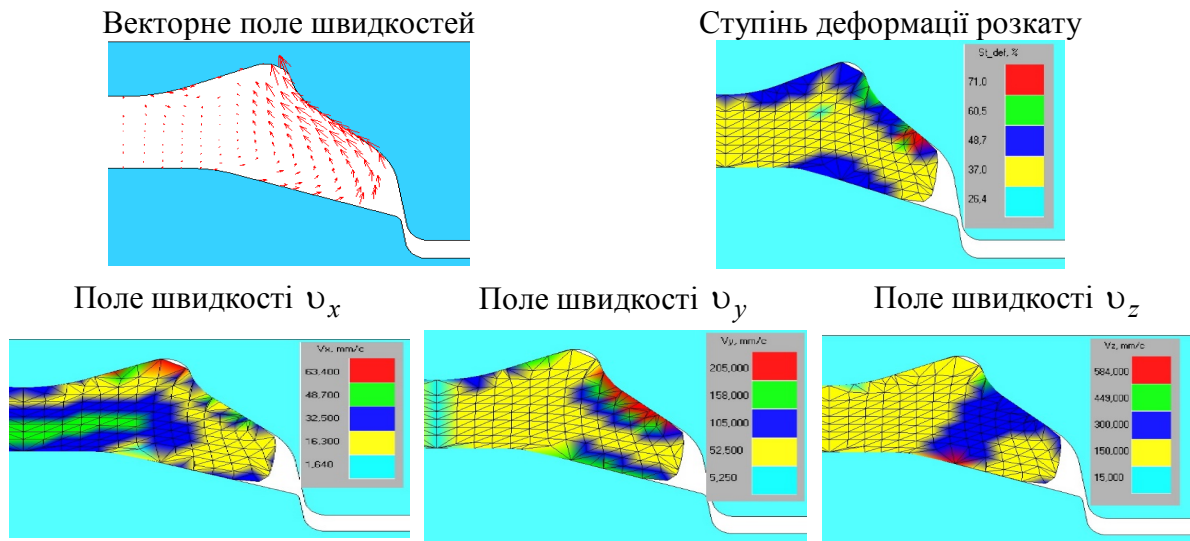 Векторне поле швидкостей
Ступінь деформації розкату
St_def, %
71,0
60,5
48,7
37,0
26,4
Поле швидкості υx
Поле швидкості υy
Поле швидкості υz
Vx, mm/c
63,400
48,700
32,500
16,300
1,640
Vy, mm/c
205,000
158,000
105,000
52,500
5,250
Vz, mm/c
584,000
449,000
300,000
150,000
15,000